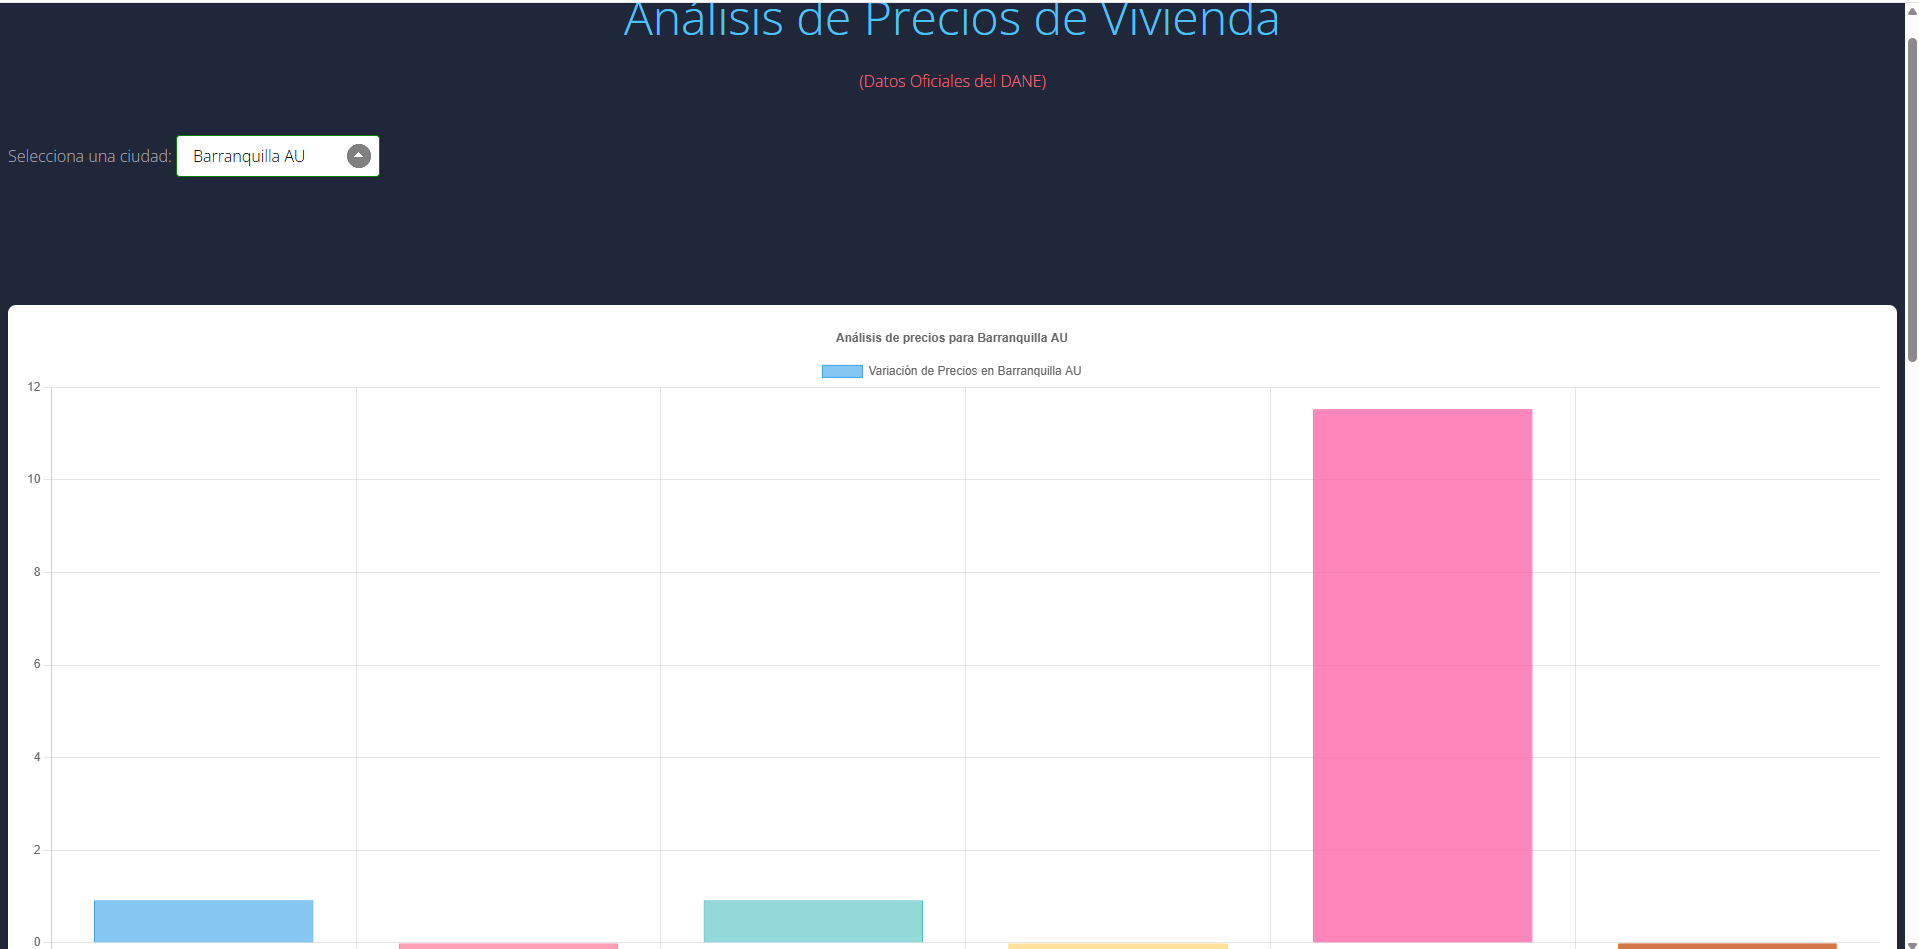 Análisis de Precios de Vivienda
(Datos Oficiales del DANE)
Selecciona una ciudad: Barranquilla AU
Análisis de precios para Barranquilla AU
Variación de Precios en Barranquilla AU
12
10
8
6
4
2
0